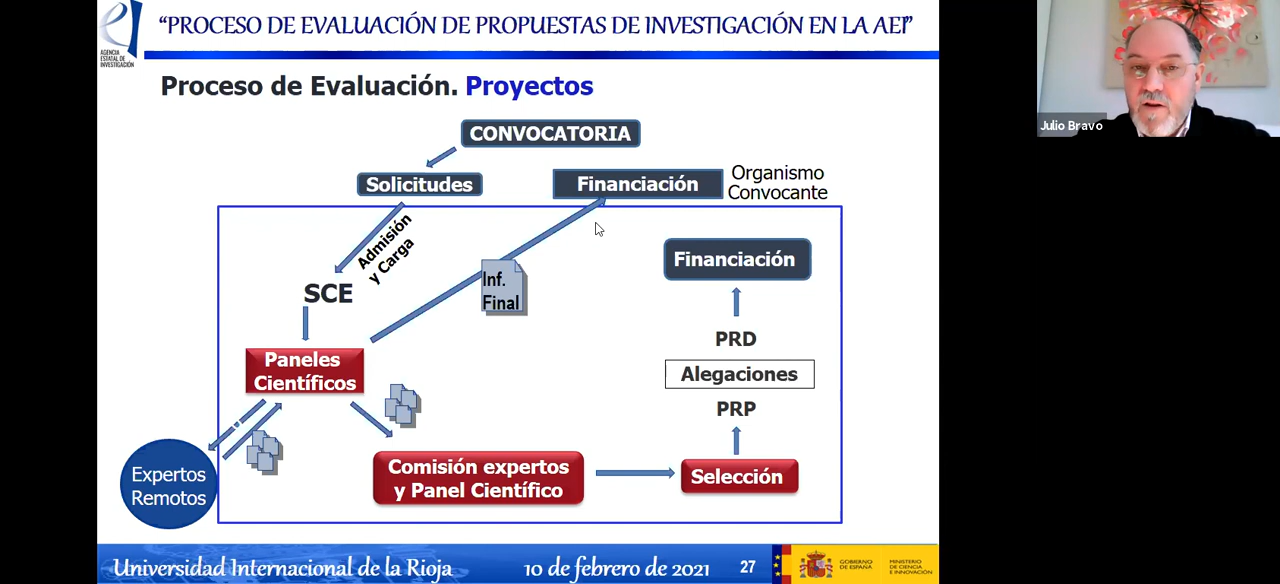 AGENCIA
ESTATAL DE
INVESTIGACIÓN
“PROCESO DE EVALUACIÓN DE PROPUESTAS DE INVESTIGACIÓN EN LA AEI”
Proceso de Evaluación. Proyectos
Julio Bravo
CONVOCATORIA
Solicitudes
Financiación
Organismo
Convocante
Admisión
y Carga
SCE
Inf.
Final
Financiación
PRD
Alegaciones
PRP
Paneles
Científicos
Expertos
Remotos
Comisión expertos
y Panel Científico
Selección
Universidad Internacional de la Rioja
10 de febrero de 2021
27
GOBIERNO
DE ESPAÑA
MINISTERIO
DE CIENCIA
E INNOVACIÓN